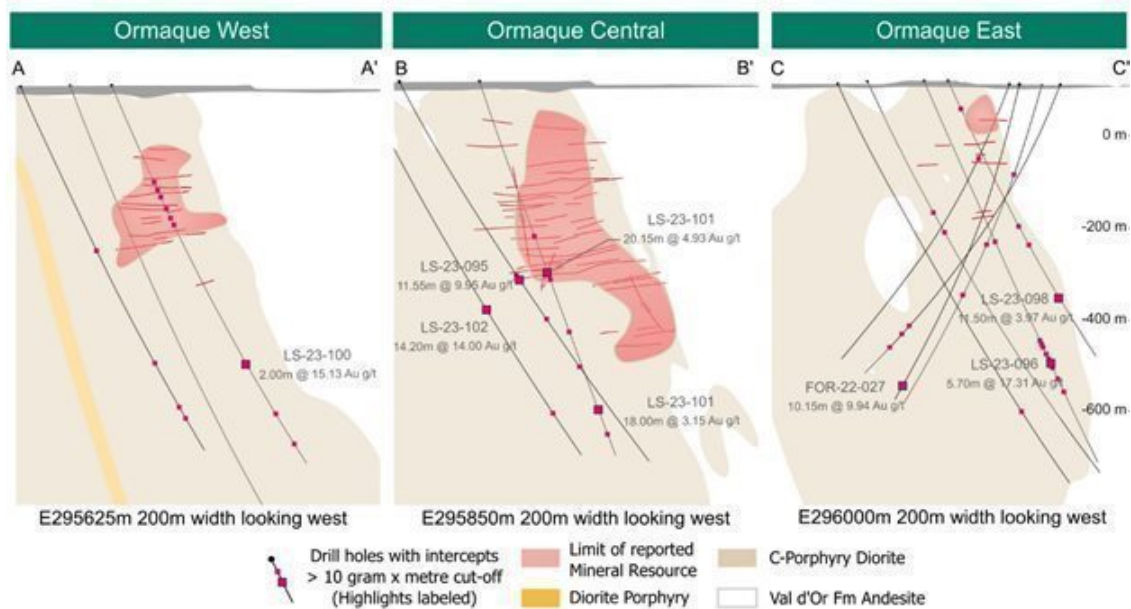 Ormaque West
Ormaque Central
Ormaque East
A
A'
B
B'
C
C'
0 m
-200 m
-400 m
-600 m
LS-23-100
2.00m @ 15.13 Au g/t
LS-23-101
20.15m @ 4.93 Au g/t
LS-23-095
11.55m @ 9.95 Au g/t
LS-23-102
14.20m @ 14.00 Au g/t
LS-23-101
18.00m @ 3.15 Au g/t
LS-23-098
11.50m @ 3.97 Au g/t
LS-23-096
5.70m @ 17.31 Au g/t
FOR-22-027
10.15m @ 9.94 Au g/t
E295625m 200m width looking west
E295850m 200m width looking west
E296000m 200m width looking west
Drill holes with intercepts
> 10 gram x metre cut-off
(Highlights labeled)
Limit of reported
Mineral Resource
Diorite Porphyry
C-Porphyry Diorite
Val d'Or Fm Andesite